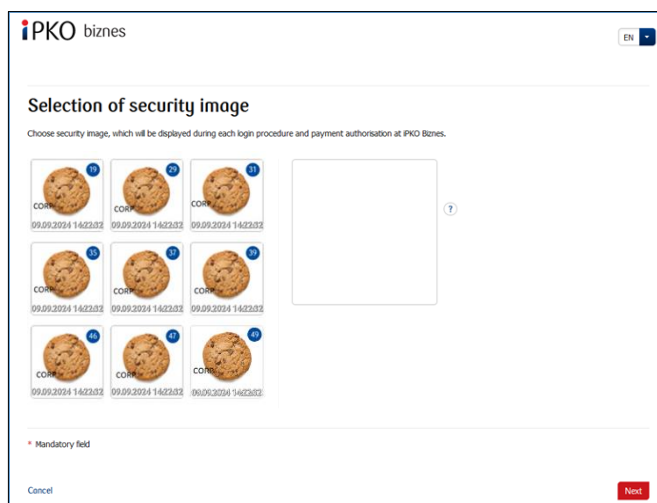 iPKO biznes
EN
Selection of security image
Choose security image, which will be displayed during each login procedure and payment authorisation at iPKO Biznes.
19 29 31
CORP CORP CORP
09.09.2024 14:22:32 09.09.2024 14:22:32 09.09.2024 14:22:32
?
35 37 39
CORP CORP CORP
09.09.2024 14:22:32 09.09.2024 14:22:32 09.09.2024 14:22:32
46 47 49
CORP CORP CORP
09.09.2024 14:22:32 09.09.2024 14:22:32 09.09.2024 14:22:32
* Mandatory field
Cancel Next